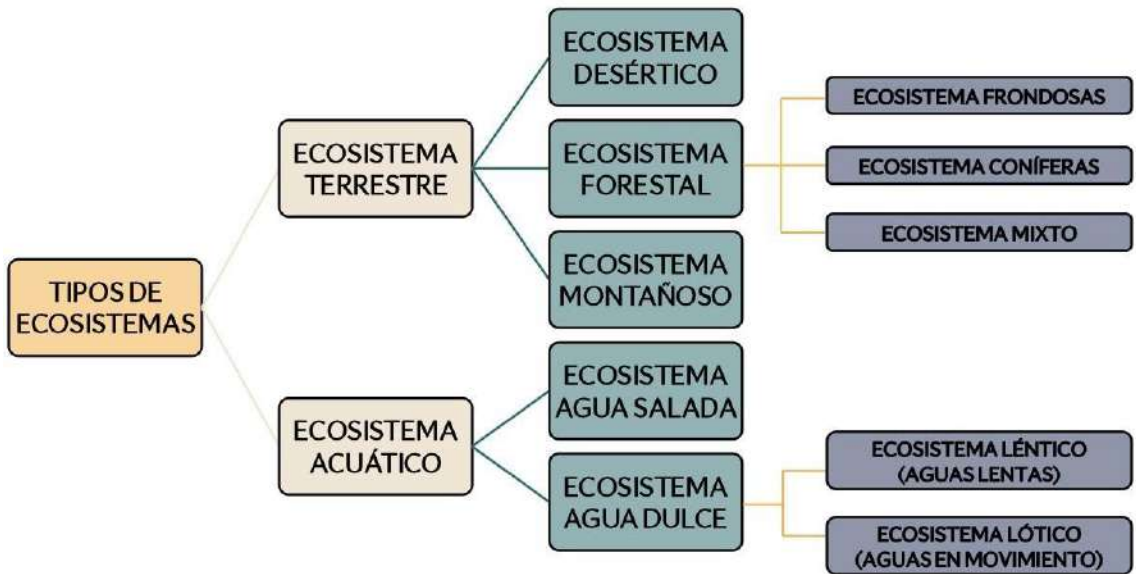 TIPOS DE
ECOSISTEMAS
ECOSISTEMA
TERRESTRE
ECOSISTEMA
DESÉRTICO
ECOSISTEMA
FORESTAL
ECOSISTEMA FRONDOSAS
ECOSISTEMA CONÍFERAS
ECOSISTEMA MIXTO
ECOSISTEMA
MONTAÑOSO
ECOSISTEMA
ACUÁTICO
ECOSISTEMA
AGUA SALADA
ECOSISTEMA
AGUA DULCE
ECOSISTEMA LÉNTICO
(AGUAS LENTAS)
ECOSISTEMA LÓTICO
(AGUAS EN MOVIMIENTO)